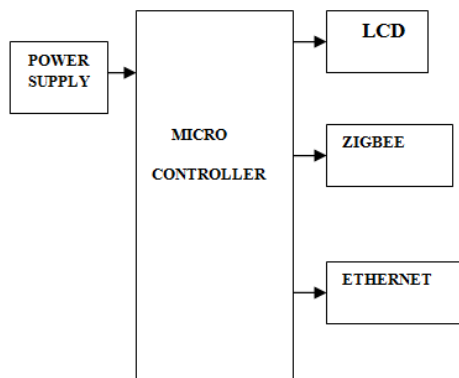 POWER
SUPPLY
LCD
MICRO
CONTROLLER
ZIGBEE
ETHERNET